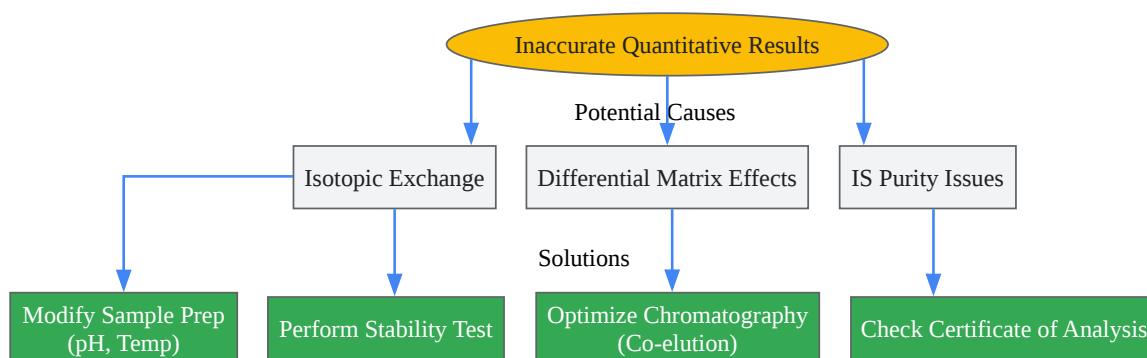 Inaccurate Quantitative Results
Potential Causes
Isotopic Exchange
Differential Matrix Effects
IS Purity Issues
Solutions
Modify Sample Prep
(pH, Temp)
Perform Stability Test
Optimize Chromatography
(Co-elution)
Check Certificate of Analysis